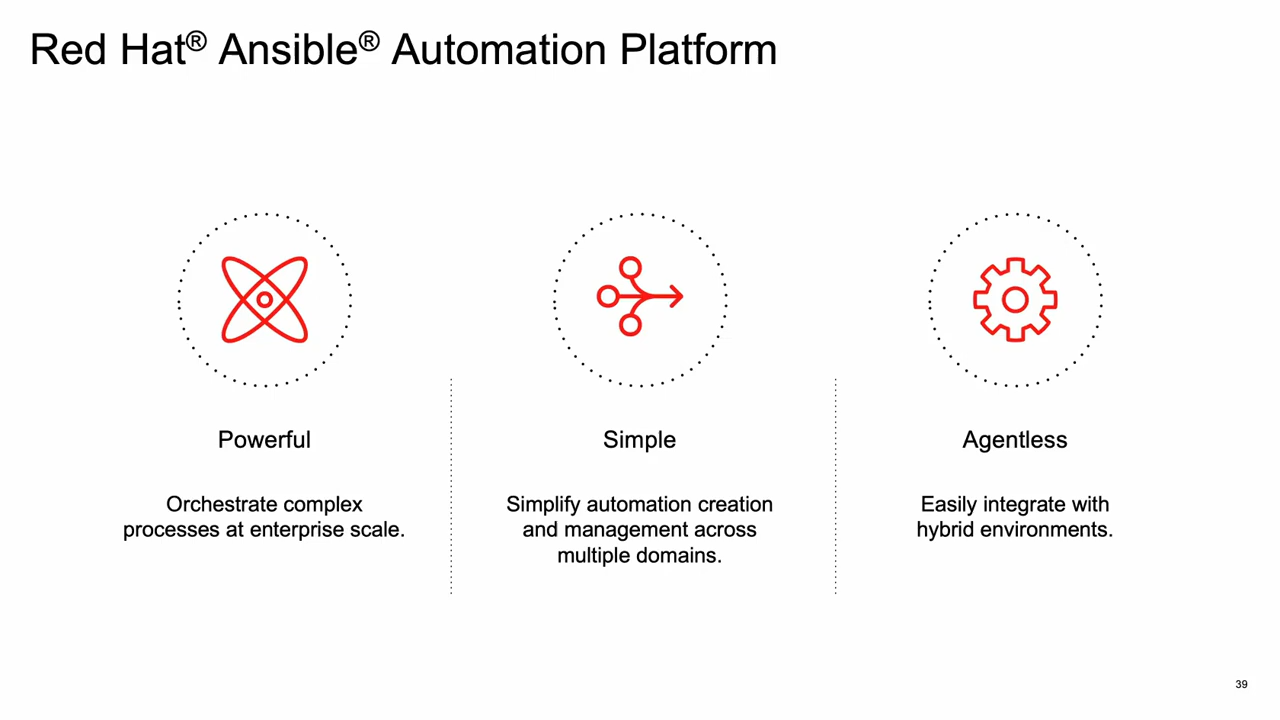 Red Hat® Ansible® Automation Platform
Powerful
Orchestrate complex
processes at enterprise scale.
Simple
Simplify automation creation
and management across
multiple domains.
Agentless
Easily integrate with
hybrid environments.
39